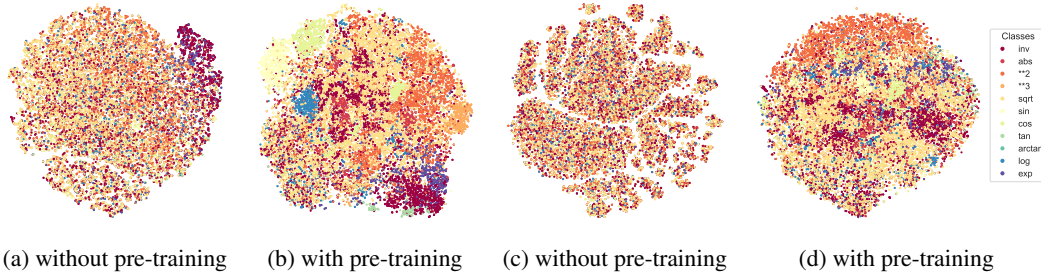 Classes
inv
abs
**2
**3
sqrt
sin
cos
tan
arctan
log
exp
(a) without pre-training
(b) with pre-training
(c) without pre-training
(d) with pre-training